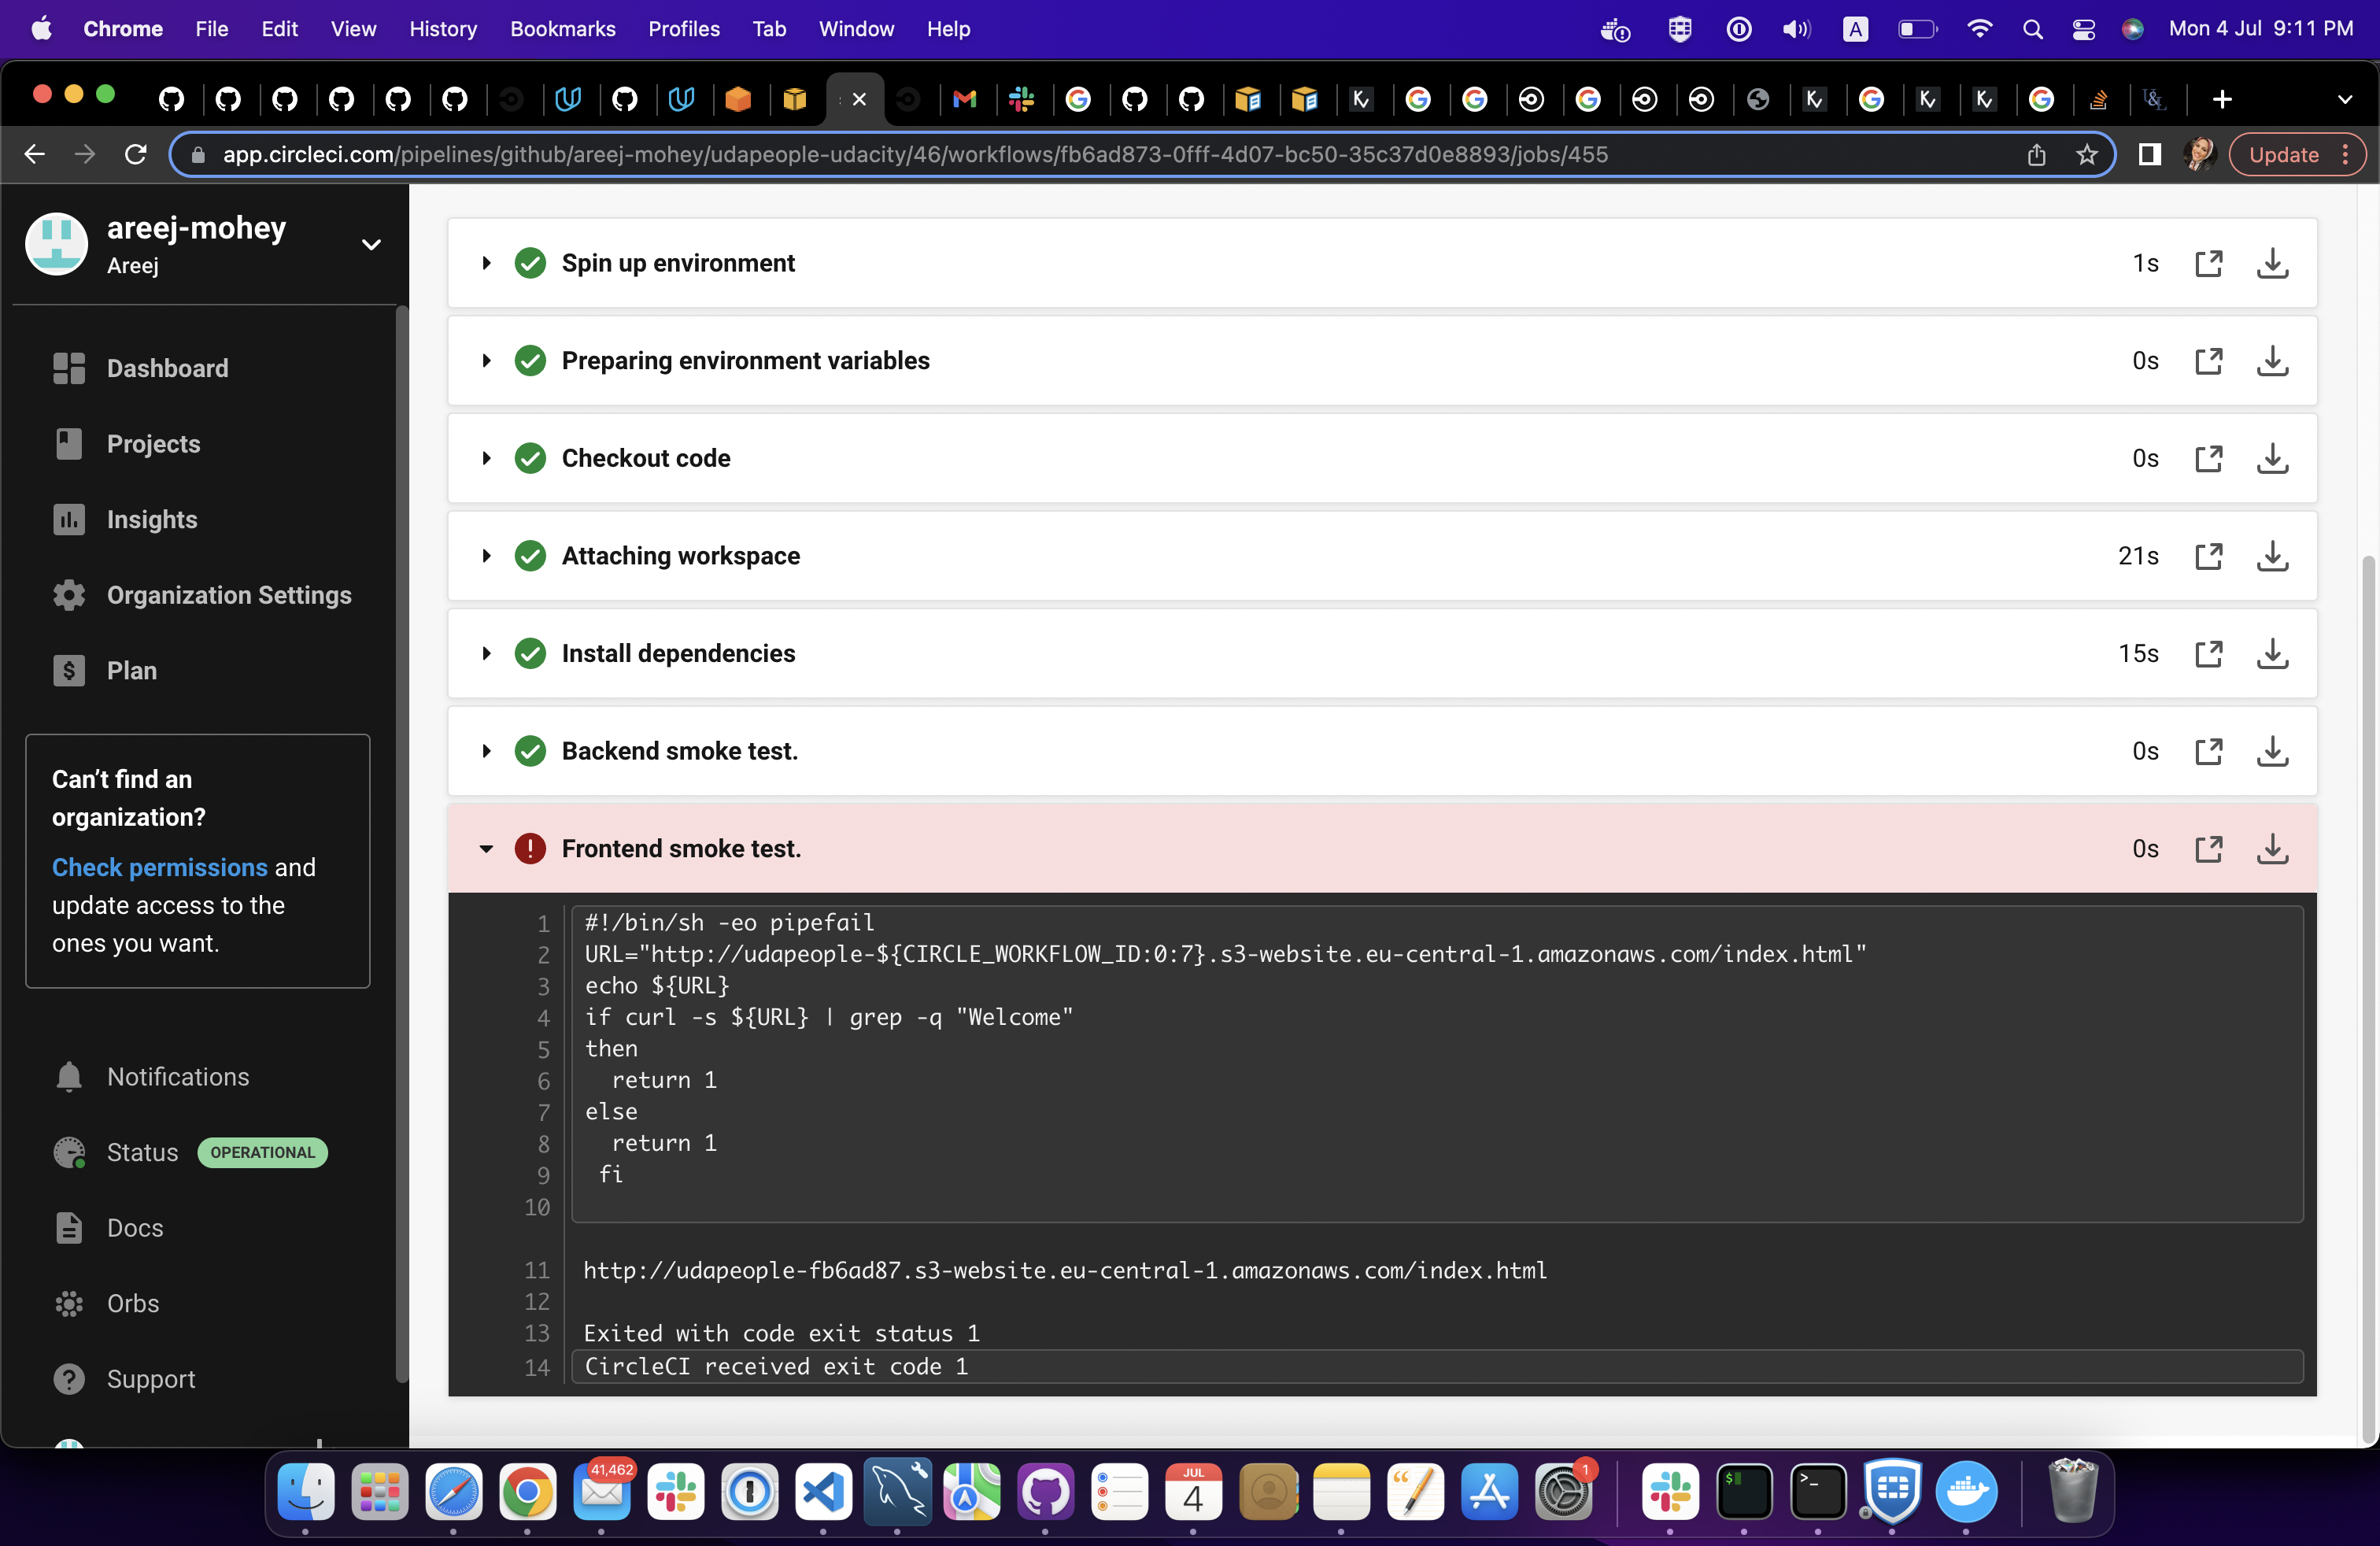 Chrome File Edit View History Bookmarks Profiles Tab Window Help
A Mon 4 Jul 9:11 PM
app.circleci.com/pipelines/github/areej-mohey/udapeople-udacity/46/workflows/fb6ad873-0fff-4d07-bc50-35c37d0e8893/jobs/455
Update
areej-mohey
Areej
Dashboard
Projects
Insights
Organization Settings
Plan
Can’t find an
organization?
Check permissions and
update access to the
ones you want.
Notifications
Status OPERATIONAL
Docs
Orbs
Support
Spin up environment 1s
Preparing environment variables 0s
Checkout code 0s
Attaching workspace 21s
Install dependencies 15s
Backend smoke test. 0s
Frontend smoke test. 0s
1 #!/bin/sh -eo pipefail
2 URL="http://udapeople-${CIRCLE_WORKFLOW_ID:0:7}.s3-website.eu-central-1.amazonaws.com/index.html"
3 echo ${URL}
4 if curl -s ${URL} | grep -q "Welcome"
5 then
6 return 1
7 else
8 return 1
9 fi
10
11 http://udapeople-fb6ad87.s3-website.eu-central-1.amazonaws.com/index.html
12
13 Exited with code exit status 1
14 CircleCI received exit code 1
41,462
JUL
4
1